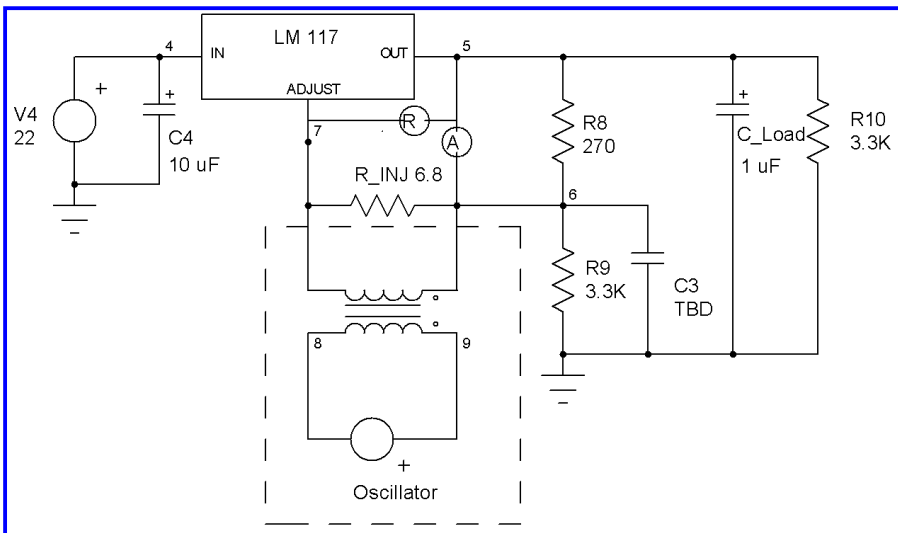 LM 117
4
IN
OUT
5
ADJUST
+
V4
22
+
C4
10 uF
7
R
A
R8
270
+
C_Load
1 uF
R10
3.3K
R_INJ 6.8
6
R9
3.3K
C3
TBD
8
9
+
Oscillator